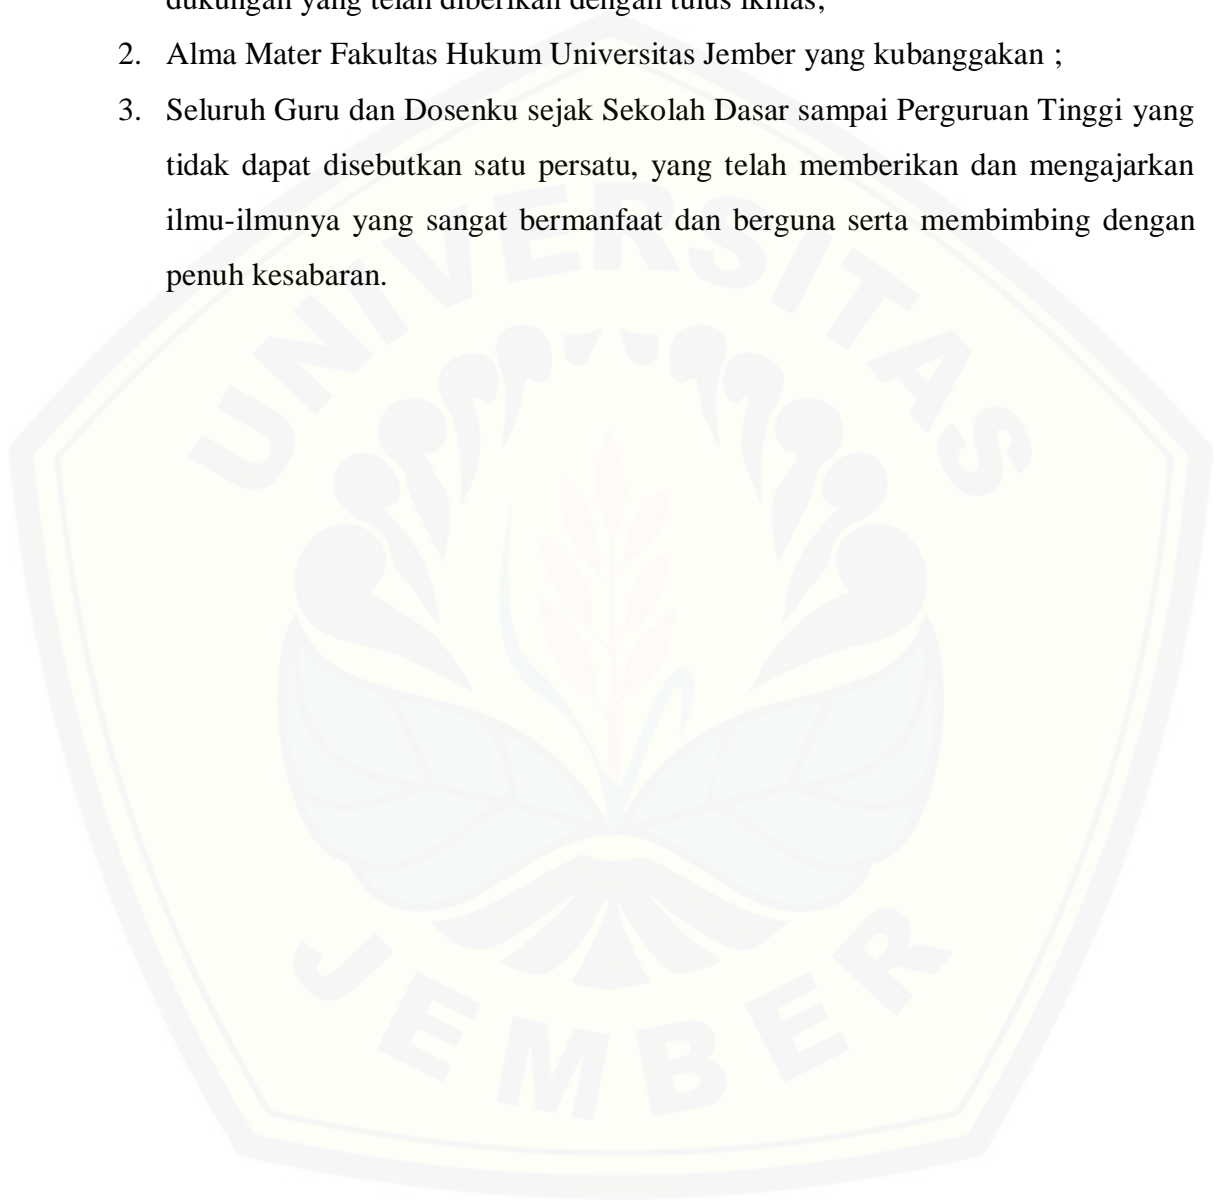 dukungan yang telah diberikan dengan tulus ikhlas;
2. Alma Mater Fakultas Hukum Universitas Jember yang kubanggakan ;
3. Seluruh Guru dan Dosenku sejak Sekolah Dasar sampai Perguruan Tinggi yang
tidak dapat disebutkan satu persatu, yang telah memberikan dan mengajarkan
ilmu-ilmunya yang sangat bermanfaat dan berguna serta membimbing dengan
penuh kesabaran.
UNIVERSITAS
JEMBER